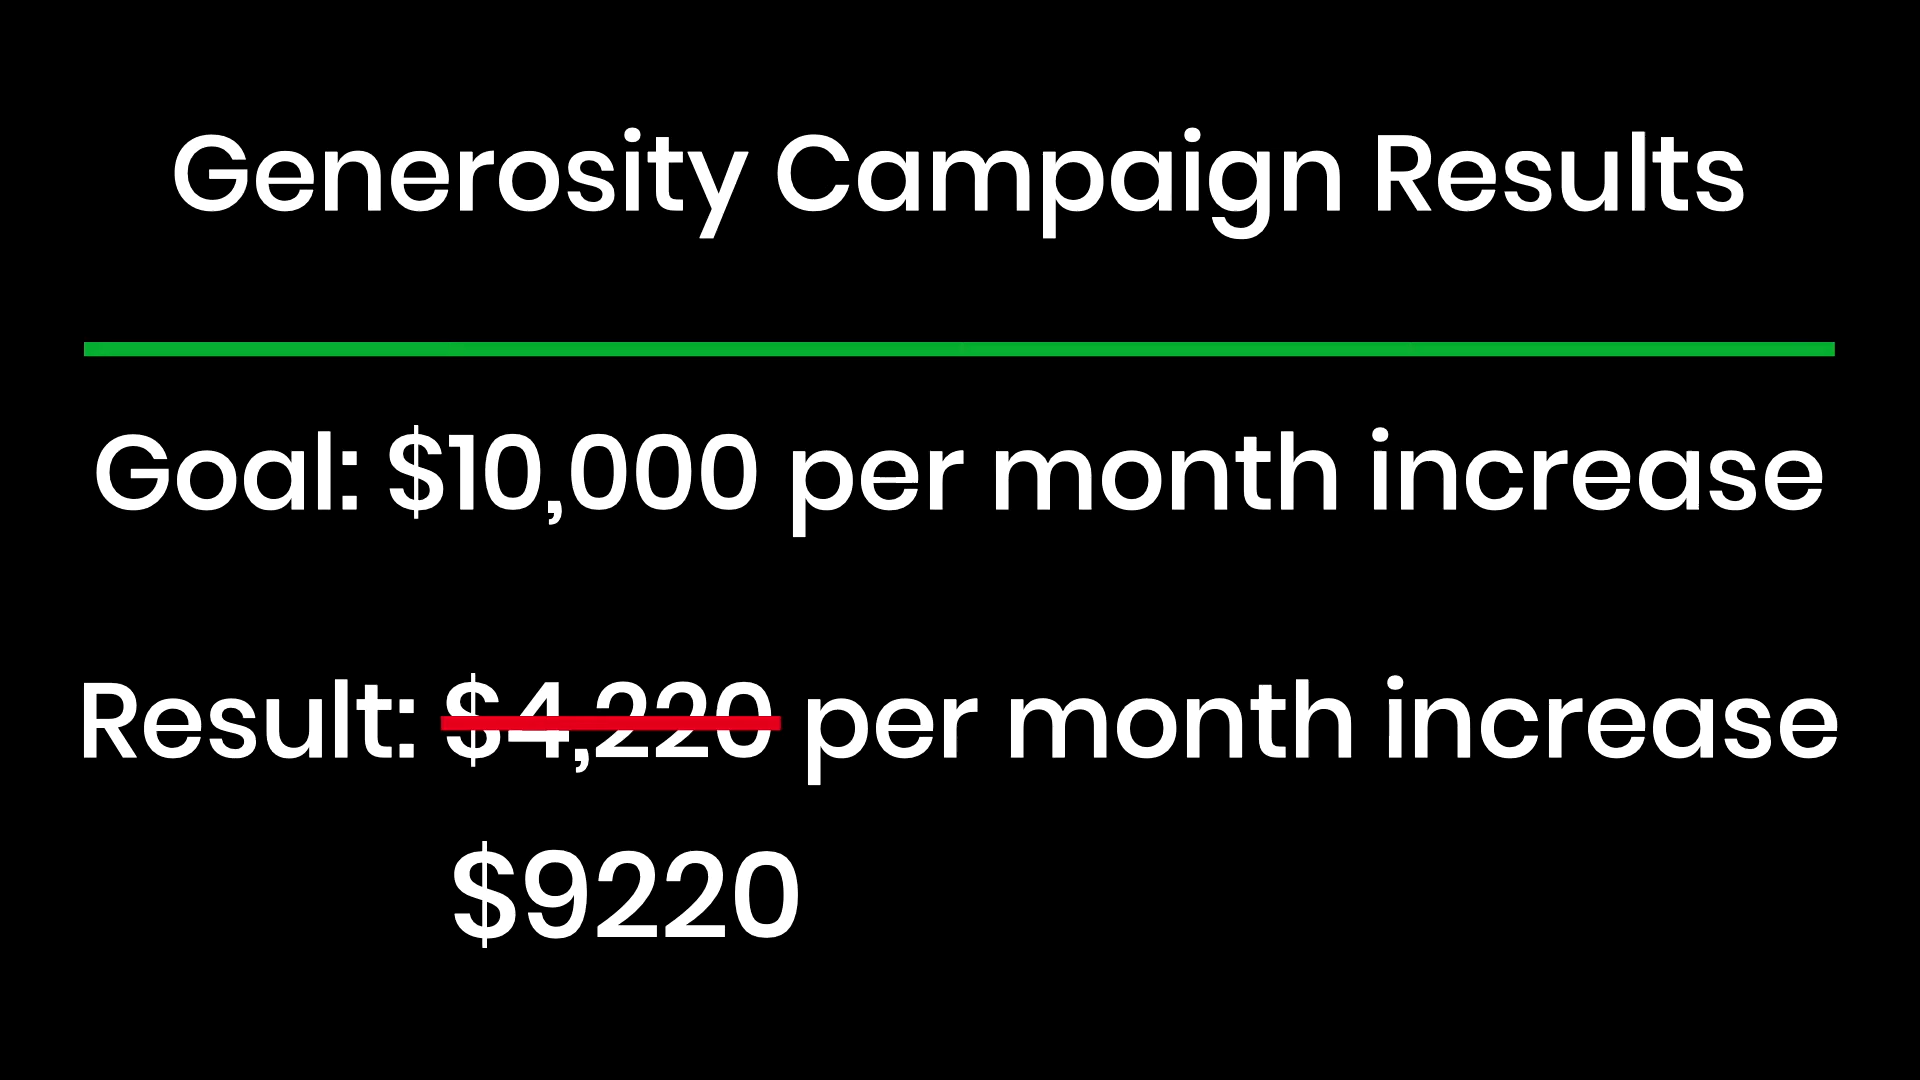 Generosity Campaign Results
Goal: $10,000 per month increase
Result: $4,220 per month increase
$9220